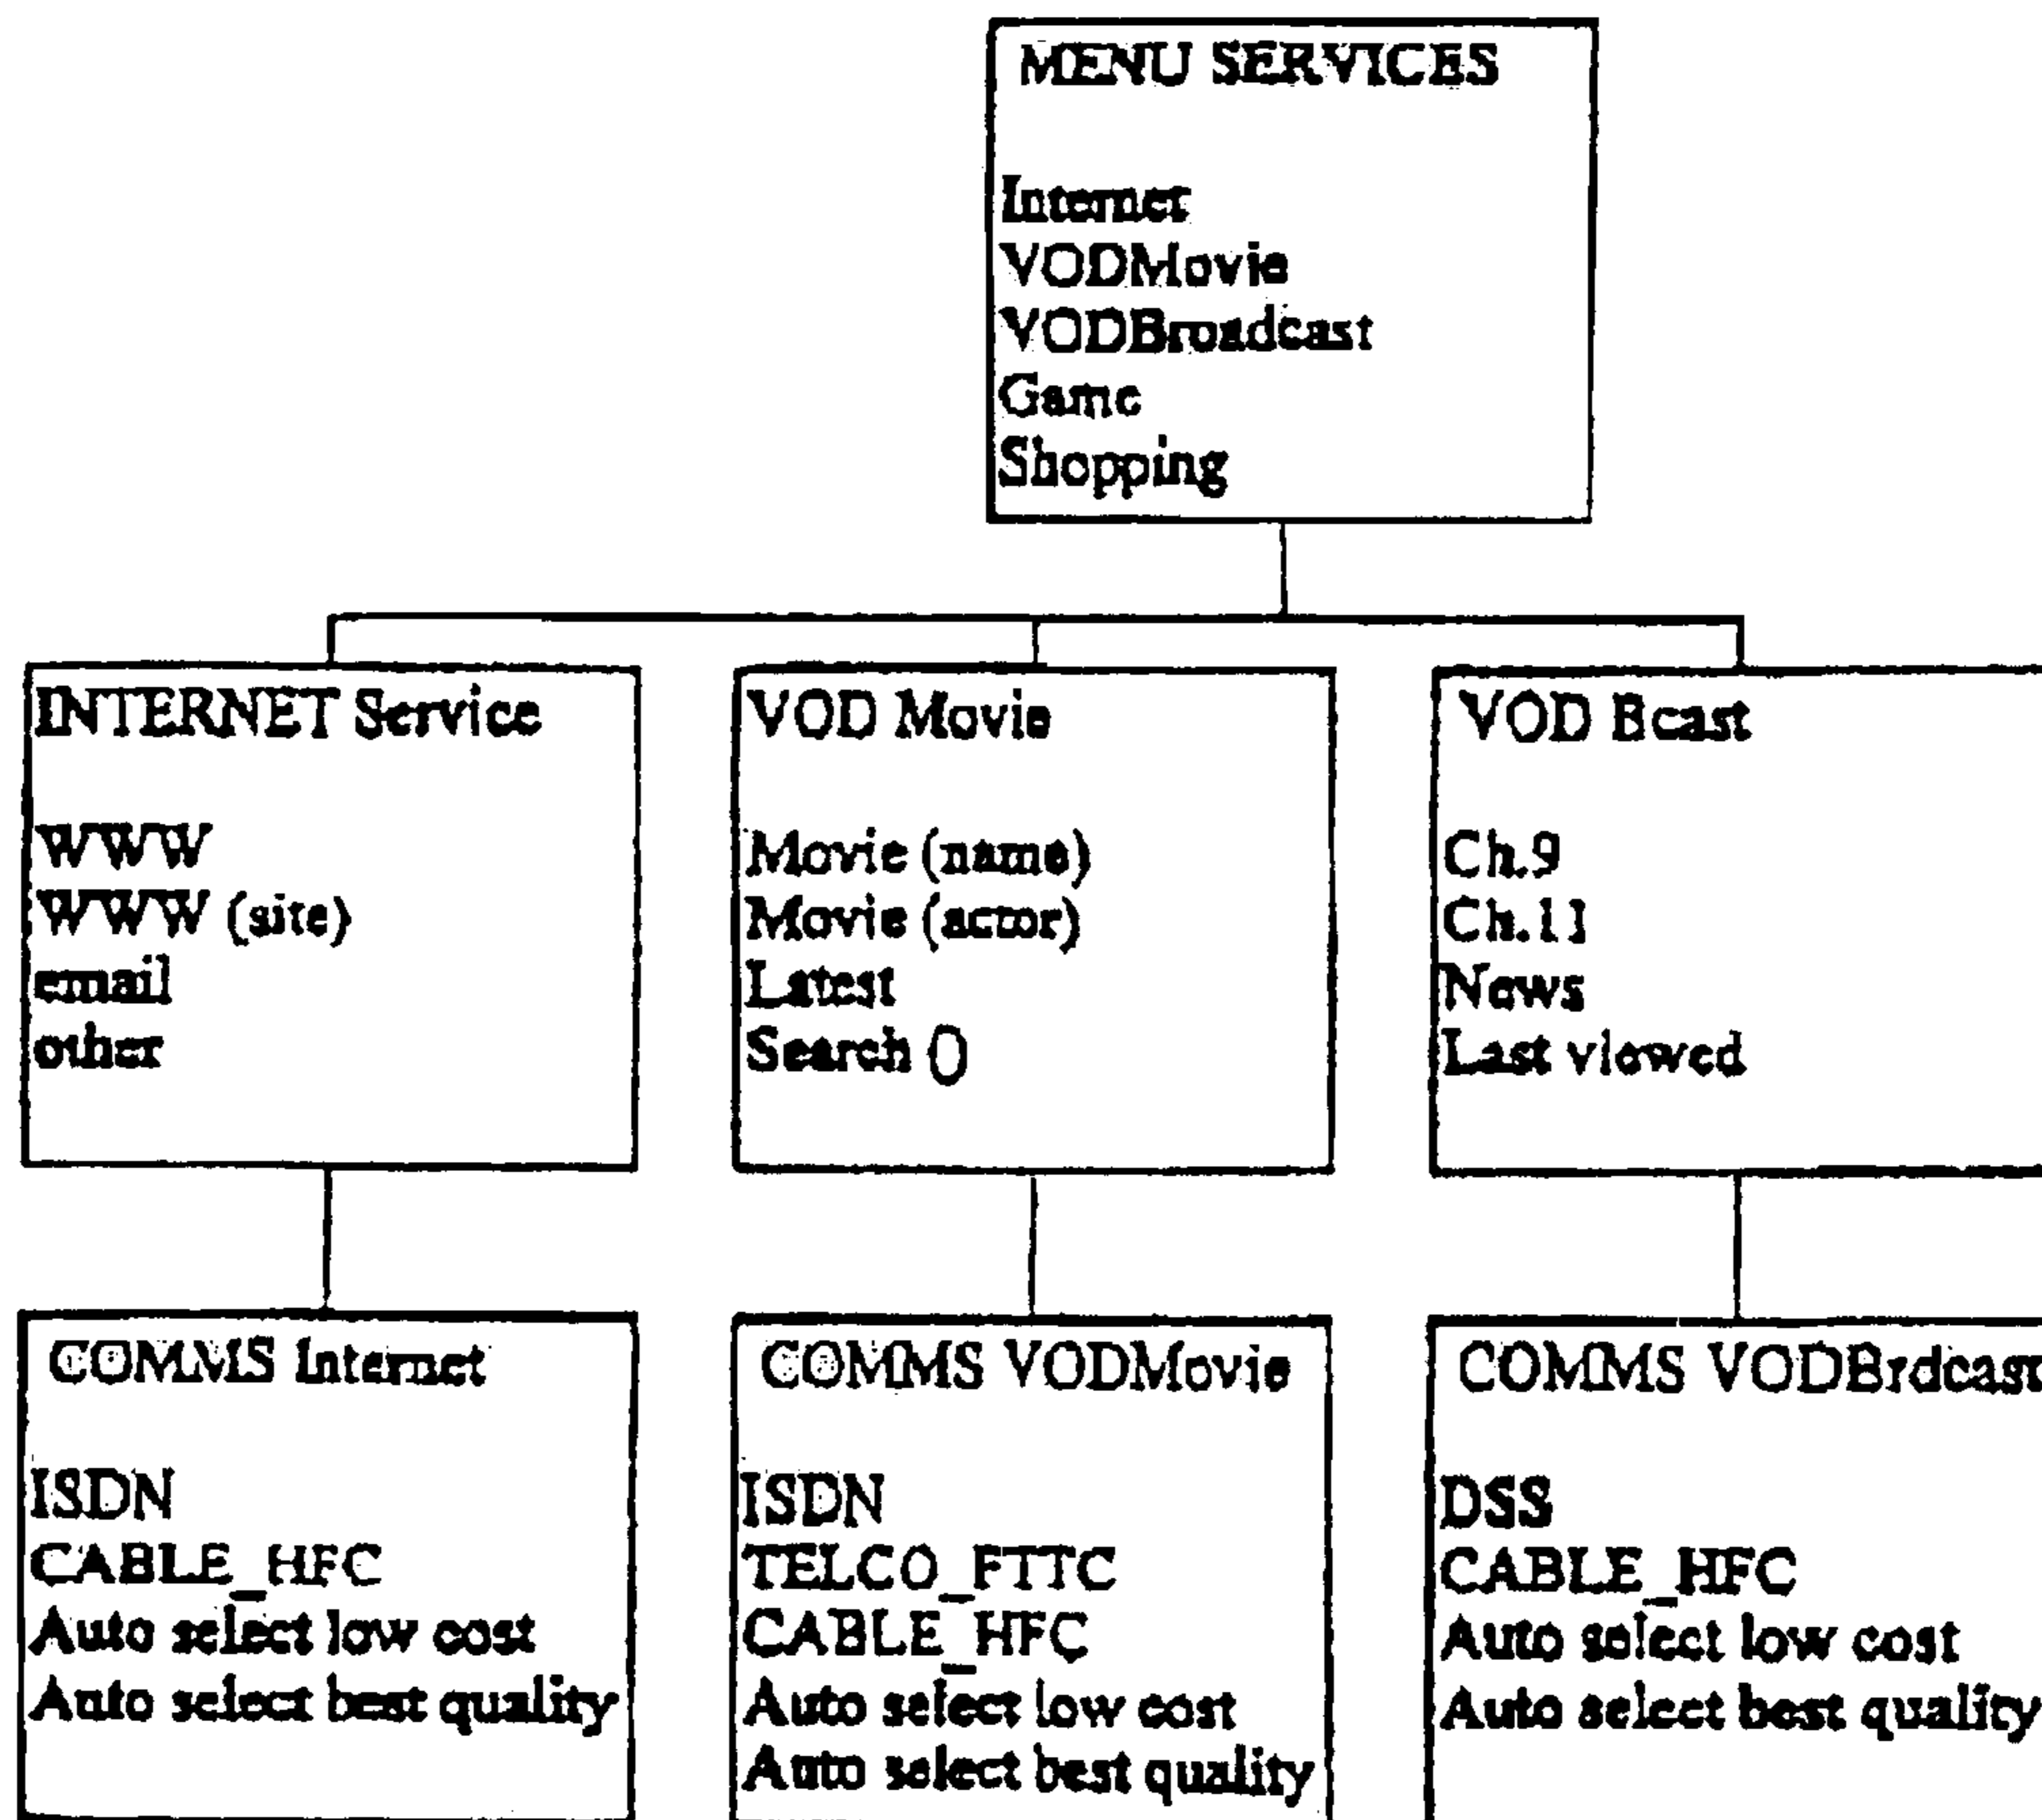 MENU SERVICES
Internet
VODMovie
VODBroadcast
Game
Shopping
INTERNET Service
WWW
WWW (site)
email
other
VOD Movie
Movie (name)
Movie (actor)
Latest
Search ()
VOD Bcast
Ch.9
Ch.11
News
Last viewed
COMMS Internet
ISDN
CABLE_HFC
Auto select low cost
Auto select best quality
COMMS VODMovie
ISDN
TELCO_FTTC
CABLE_HFC
Auto select low cost
Auto select best quality
COMMS VODBrdcast
DSS
CABLE_HFC
Auto select low cost
Auto select best quality